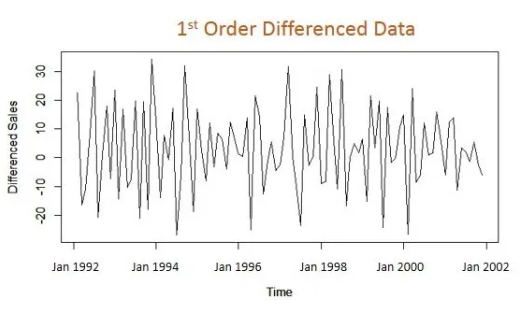 1st Order Differenced Data
Differenced Sales
30
20
10
0
-10
-20
Jan 1992 Jan 1994 Jan 1996 Jan 1998 Jan 2000 Jan 2002
Time